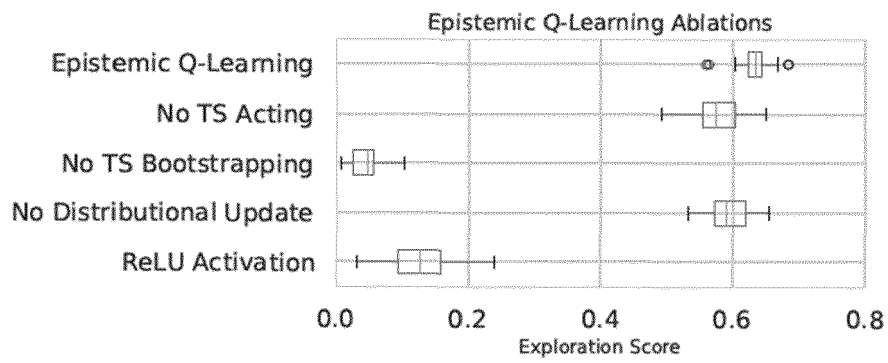 Epistemic Q-Learning Ablations
Epistemic Q-Learning
No TS Acting
No TS Bootstrapping
No Distributional Update
ReLU Activation
0.0 0.2 0.4 0.6 0.8
Exploration Score